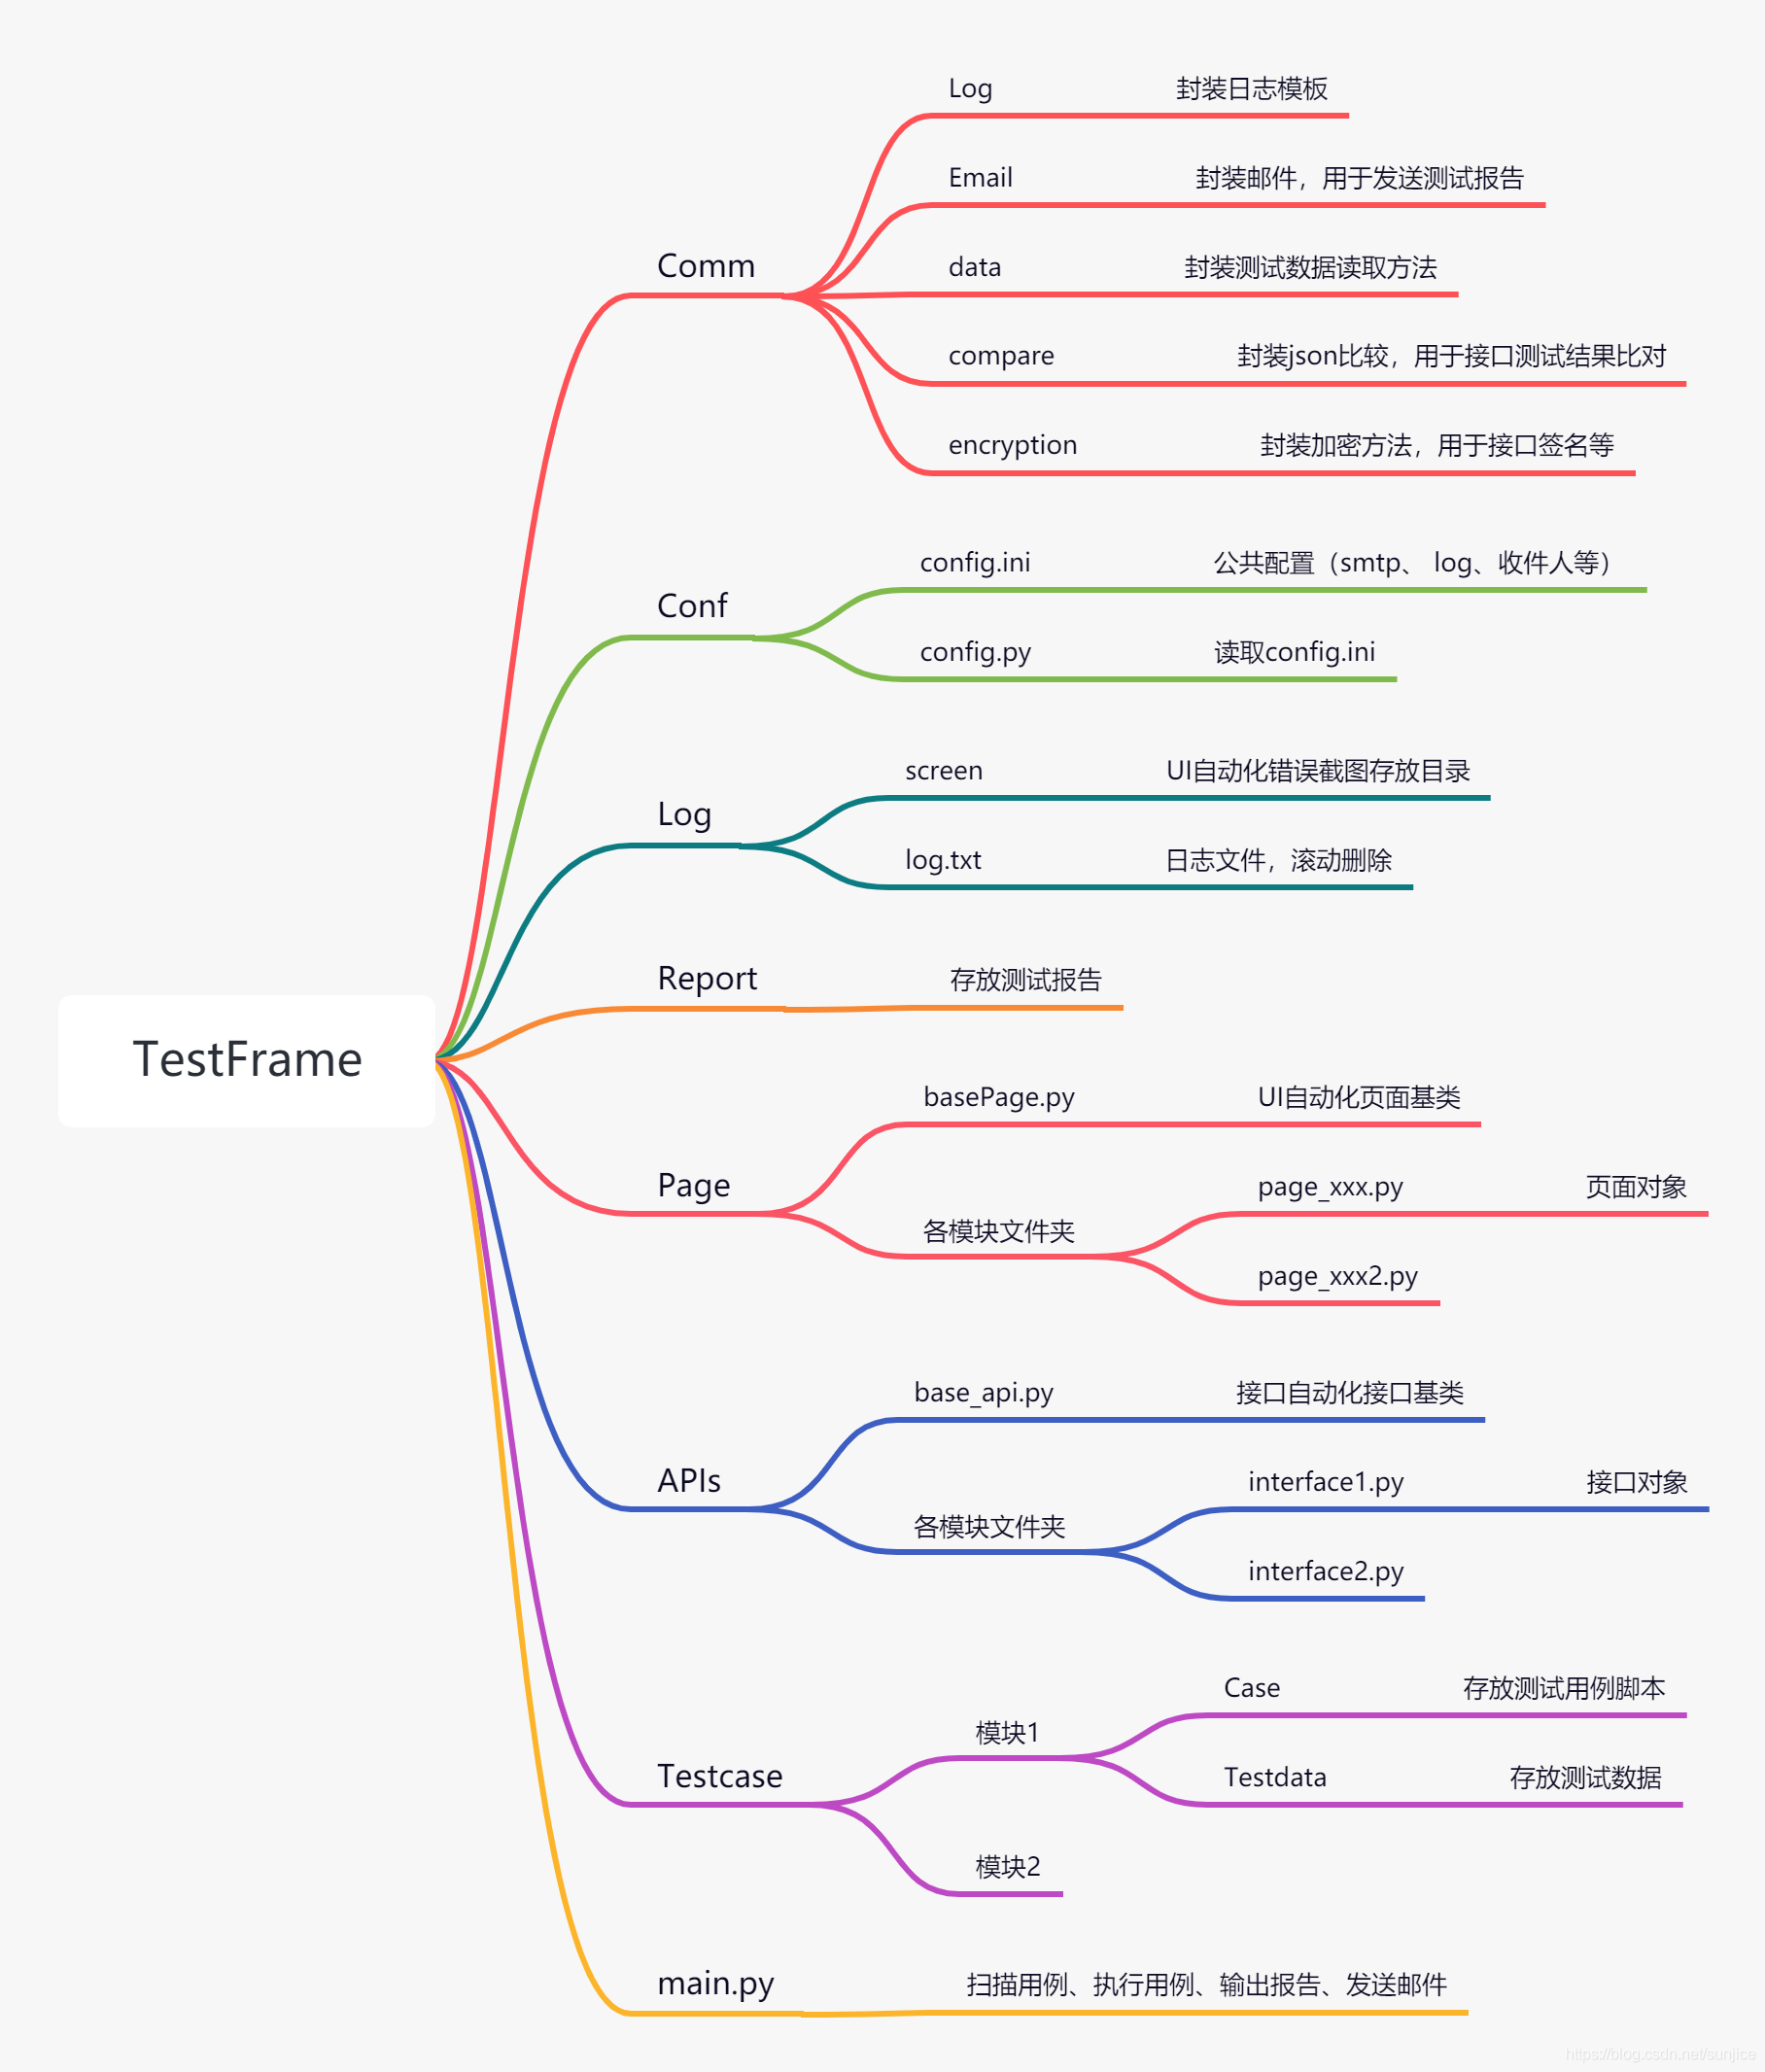 TestFrame
Comm
Log 封装日志模板
Email 封装邮件，用于发送测试报告
data 封装测试数据读取方法
compare 封装json比较，用于接口测试结果比对
encryption 封装加密方法，用于接口签名等
Conf
config.ini 公共配置（smtp、 log、收件人等）
config.py 读取config.ini
Log
screen UI自动化错误截图存放目录
log.txt 日志文件，滚动删除
Report 存放测试报告
Page
basePage.py UI自动化页面基类
各模块文件夹
page_xxx.py 页面对象
page_xxx2.py
APIs
base_api.py 接口自动化接口基类
各模块文件夹
interface1.py 接口对象
interface2.py
Testcase
模块1
Case 存放测试用例脚本
Testdata 存放测试数据
模块2
main.py 扫描用例、执行用例、输出报告、发送邮件
https://blog.csdn.net/sunjice